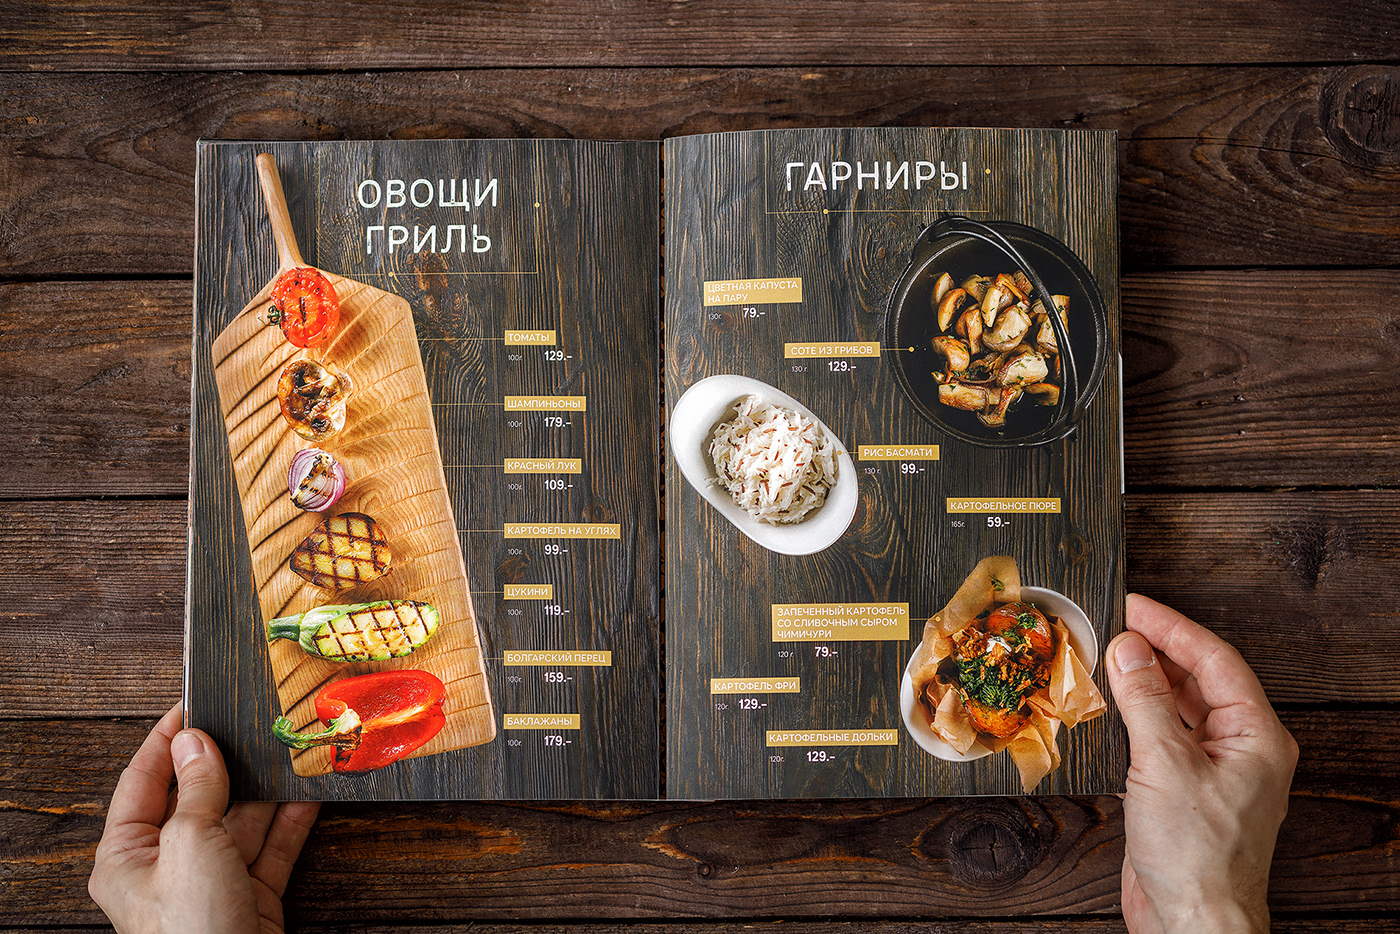 ОВОЩИ
ГРИЛЬ
ТОМАТЫ
100г. 129.–
ШАМПИНЬОНЫ
100г. 179.–
КРАСНЫЙ ЛУК
100г. 109.–
КАРТОФЕЛЬ НА УГЛЯХ
100г. 99.–
ЦУКИНИ
100г. 119.–
БОЛГАРСКИЙ ПЕРЕЦ
100г. 159.–
БАКЛАЖАНЫ
100г. 179.–
ГАРНИРЫ
ЦВЕТНАЯ КАПУСТА
НА ПАРУ
130г. 79.–
СОТЕ ИЗ ГРИБОВ
130 г. 129.–
РИС БАСМАТИ
130 г. 99.–
КАРТОФЕЛЬНОЕ ПЮРЕ
165г. 59.–
ЗАПЕЧЕННЫЙ КАРТОФЕЛЬ
СО СЛИВОЧНЫМ СЫРОМ
ЧИМИЧУРИ
120 г. 79.–
КАРТОФЕЛЬ ФРИ
120г. 129.–
КАРТОФЕЛЬНЫЕ ДОЛЬКИ
120г. 129.–